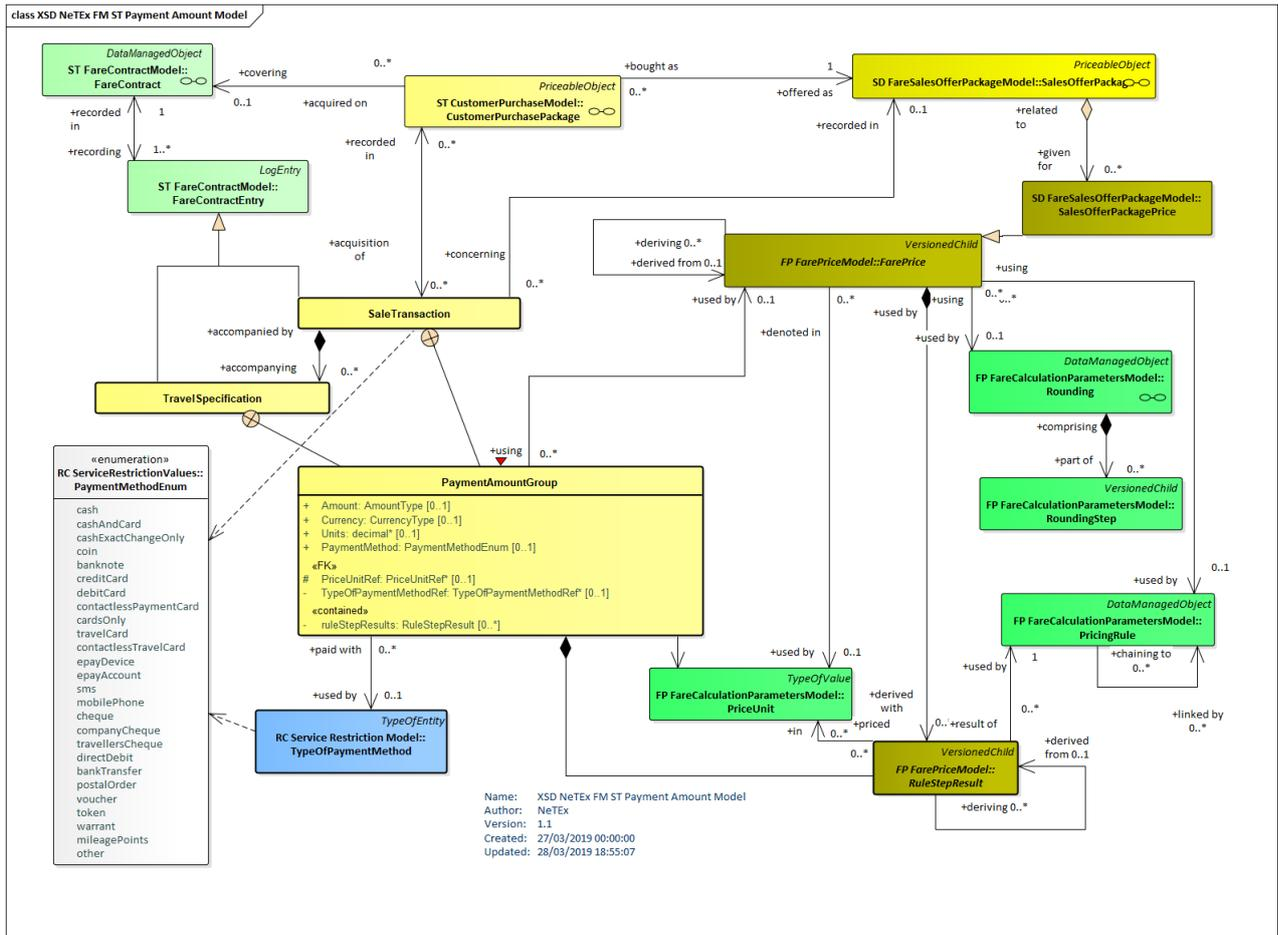 class XSD NeTEx FM ST Payment Amount Model
DataManagedObject
ST FareContractModel::
FareContract
+covering
0..*
0..1
+acquired on
PriceableObject
ST CustomerPurchaseModel::
CustomerPurchasePackage
+bought as
0..*
1
+offered as
PriceableObject
SD FareSalesOfferPackageModel::SalesOfferPackag
+recorded
in
1
+recording
1..*
LogEntry
ST FareContractModel::
FareContractEntry
+recorded
in
0..*
+recorded in
0..1
+related
to
+given
for
0..*
SD FareSalesOfferPackageModel::
SalesOfferPackagePrice
+acquisition
of
0..*
+concerning
0..*
+deriving 0..*
+derived from 0..1
VersionedChild
FP FarePriceModel::FarePrice
+using
0..*
0..*
SaleTransaction
+used by
0..1
+denoted in
0..*
+used by
+using
+used by
0..1
+accompanied by
+accompanying
0..*
TravelSpecification
DataManagedObject
FP FareCalculationParametersModel::
Rounding
+comprising
+part of
0..*
VersionedChild
FP FareCalculationParametersModel::
RoundingStep
+using
0..*
«enumeration»
RC ServiceRestrictionValues::
PaymentMethodEnum
cash
cashAndCard
cashExactChangeOnly
coin
banknote
creditCard
debitCard
contactlessPaymentCard
cardsOnly
travelCard
contactlessTravelCard
epayDevice
epayAccount
sms
mobilePhone
cheque
companyCheque
travellersCheque
directDebit
bankTransfer
postalOrder
voucher
token
warrant
mileagePoints
other
PaymentAmountGroup
+ Amount: AmountType [0..1]
+ Currency: CurrencyType [0..1]
+ Units: decimal* [0..1]
+ PaymentMethod: PaymentMethodEnum [0..1]
«FK»
# PriceUnitRef: PriceUnitRef* [0..1]
- TypeOfPaymentMethodRef: TypeOfPaymentMethodRef* [0..1]
«contained»
- ruleStepResults: RuleStepResult [0..*]
+paid with
0..*
+used by
0..1
TypeOfEntity
RC Service Restriction Model::
TypeOfPaymentMethod
+used by
0..1
TypeOfValue
FP FareCalculationParametersModel::
PriceUnit
+in
0..*
+priced
0..*
+derived
with
0..
+result of
+used by
0..1
DataManagedObject
FP FareCalculationParametersModel::
PricingRule
+used by
1
0..*
+chaining to
0..*
+linked by
0..*
VersionedChild
FP FarePriceModel::
RuleStepResult
+derived
from 0..1
+deriving 0..*
Name: XSD NeTEx FM ST Payment Amount Model
Author: NeTEx
Version: 1.1
Created: 27/03/2019 00:00:00
Updated: 28/03/2019 18:55:07